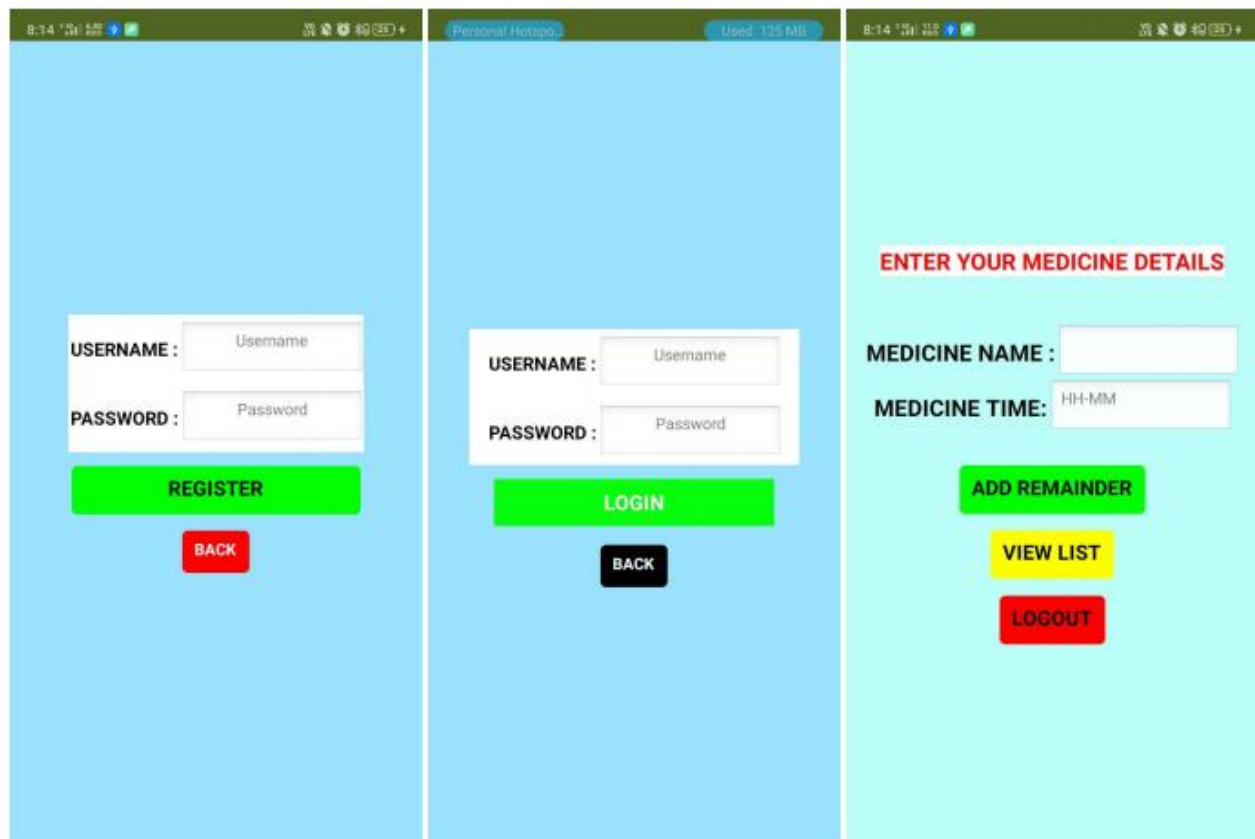 8:14
USERNAME : Username
PASSWORD : Password
REGISTER
BACK
Personal Hotspo... Used 125 MB
USERNAME : Username
PASSWORD : Password
LOGIN
BACK
8:14
ENTER YOUR MEDICINE DETAILS
MEDICINE NAME :
MEDICINE TIME: HH-MM
ADD REMAINDER
VIEW LIST
LOGOUT